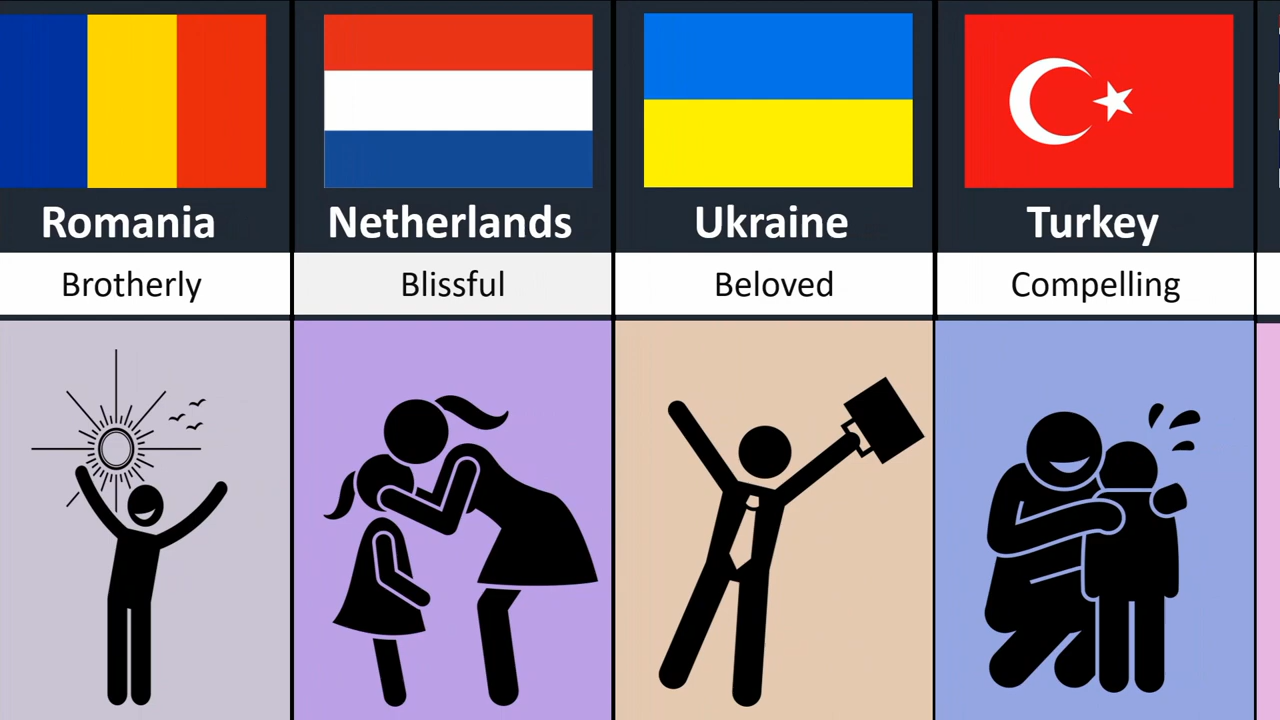 Romania
Netherlands
Ukraine
Turkey
Brotherly
Blissful
Beloved
Compelling